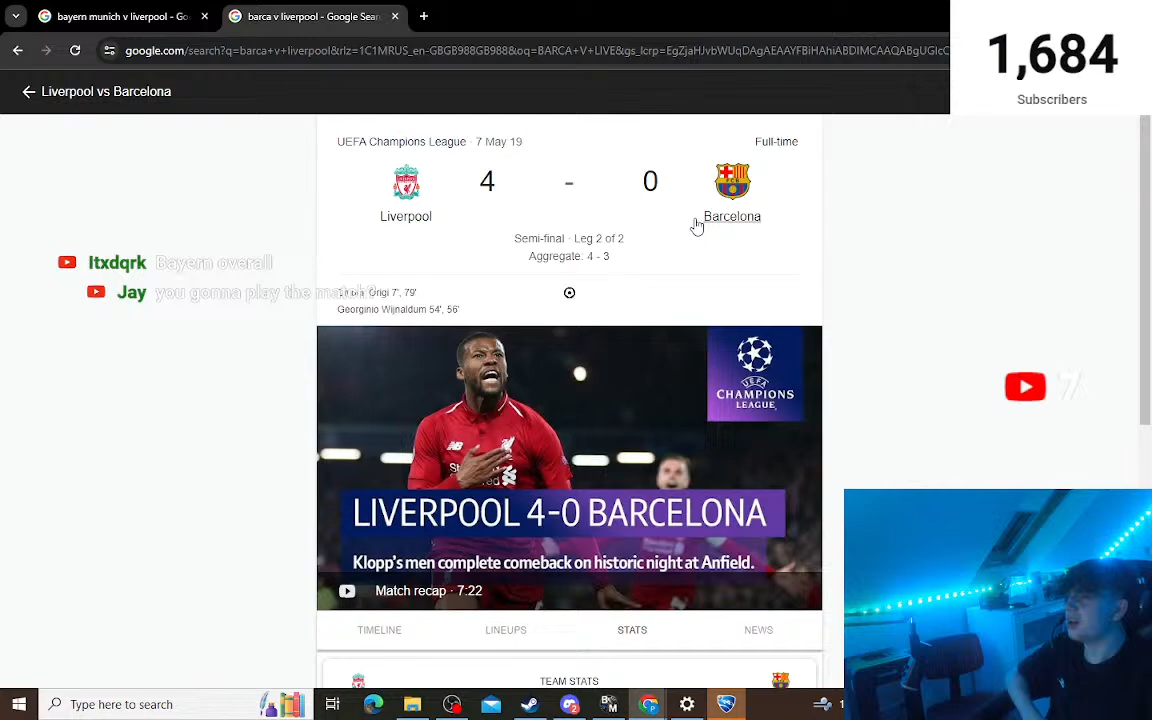 bayern munich v liverpool - Go
barca v liverpool - Google Sear
google.com/search?q=barca+v+liverpool&rlz=1C1MRUS_en-GBGB988GB988&oq=BARCA+V+LIVE&gs_lcrp=
1,684
Subscribers
Liverpool vs Barcelona
UEFA Champions League · 7 May 19
Full-time
4 - 0
Liverpool
Barcelona
Semi-final · Leg 2 of 2
Aggregate: 4 - 3
Itxdqrk Bayern overall
Jay you gonna play the match?
Origi 7', 79'
Georginio Wijnaldum 54', 56'
7
CHAMPIONS
LEAGUE
LIVERPOOL 4-0 BARCELONA
Klopp's men complete comeback on historic night at Anfield.
Match recap · 7:22
TIMELINE
LINEUPS
STATS
NEWS
TEAM STATS
Type here to search